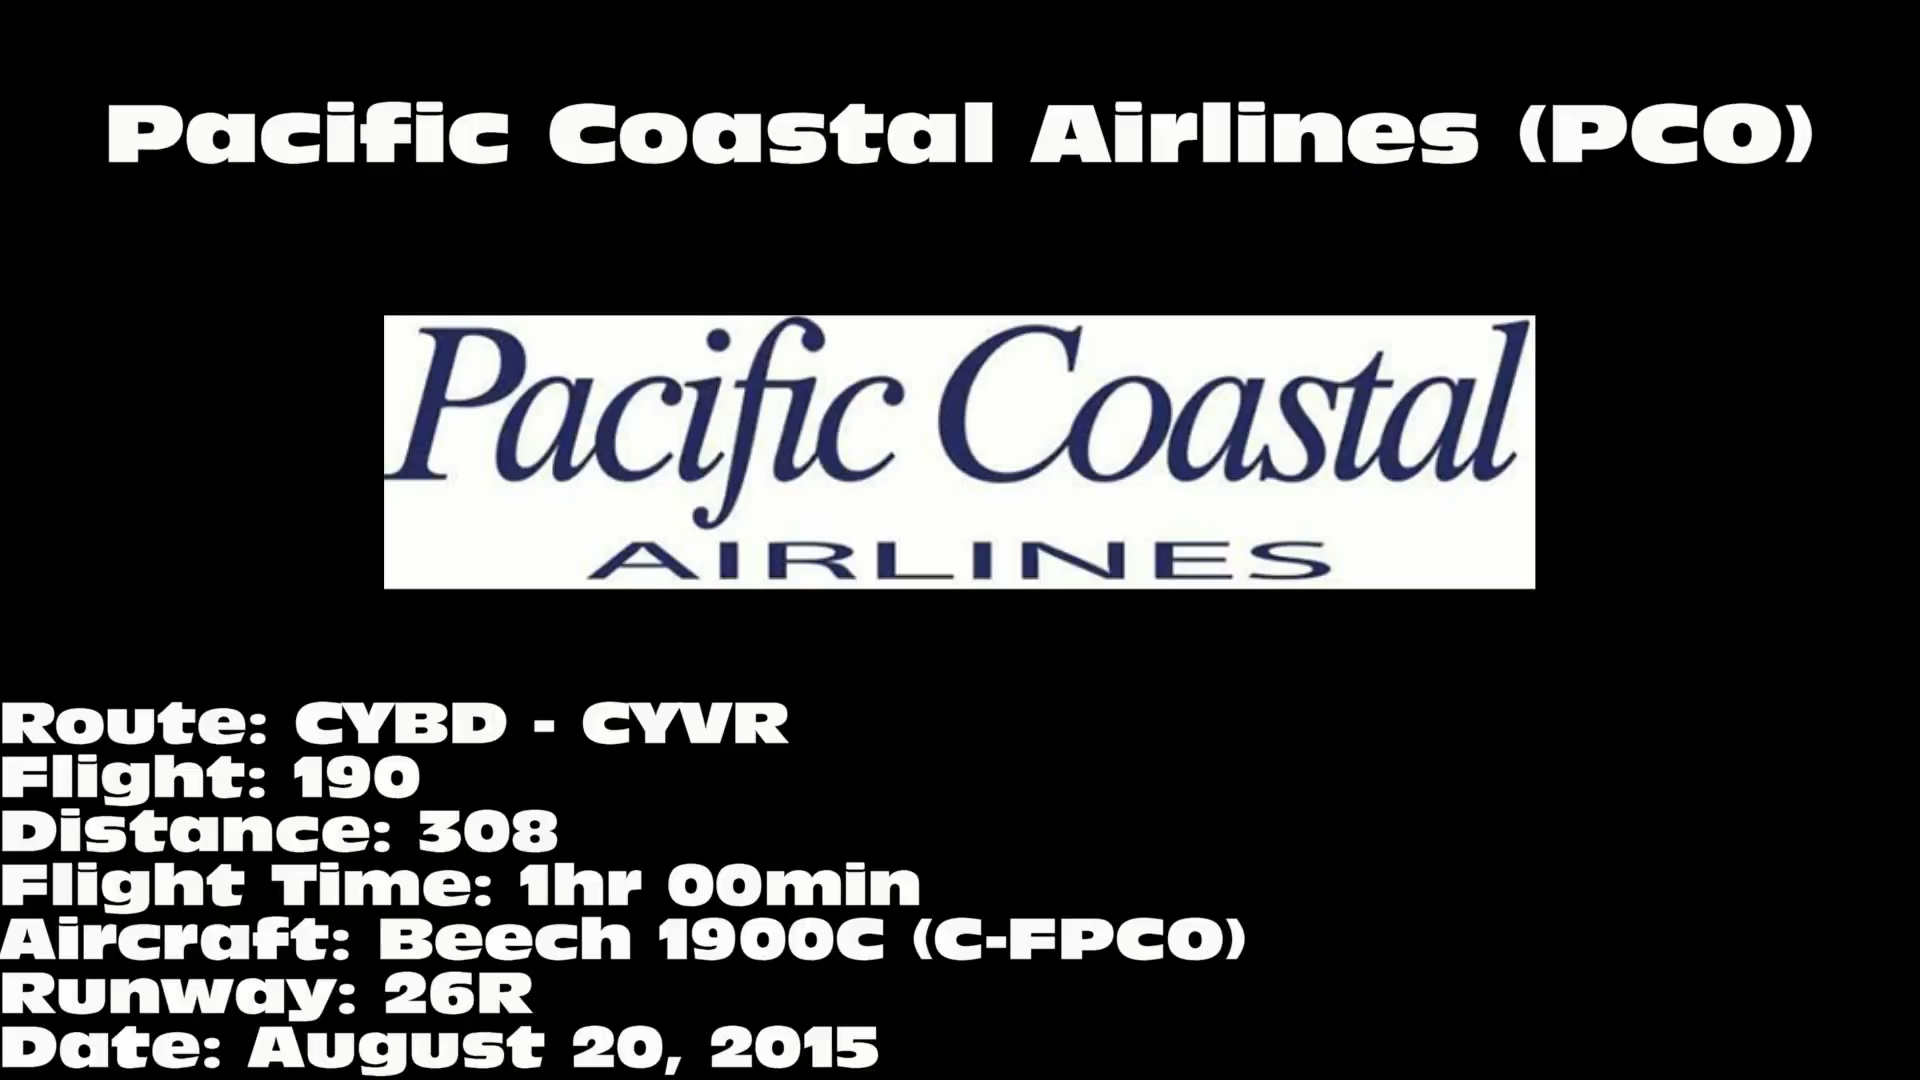 Pacific Coastal Airlines (PCO)
Pacific Coastal
AIRLINES
Route: CYBD - CYVR
Flight: 190
Distance: 308
Flight Time: 1hr 00min
Aircraft: Beech 1900C (C-FPCO)
Runway: 26R
Date: August 20, 2015